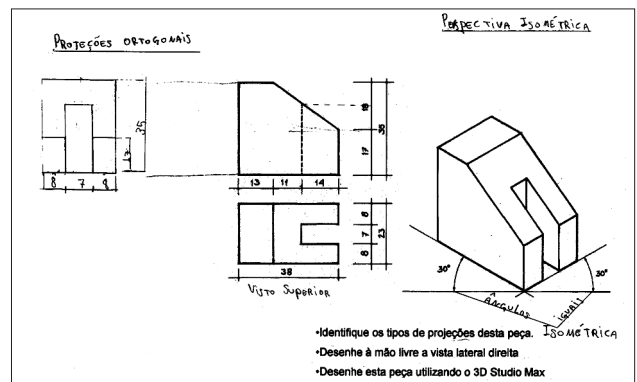 PROTEÇÕES ORTOGONAIS
PERSPECTIVA ISOMÉTRICA
35
13
8 7 8
18
35
17
13 11 14
8
7
23
8
38
VISTO SUPERIOR
30° 30°
ÂNGULOS IGUAIS
•Identifique os tipos de projeções desta peça. ISOMÉTRICA
•Desenhe à mão livre a vista lateral direita
•Desenhe esta peça utilizando o 3D Studio Max